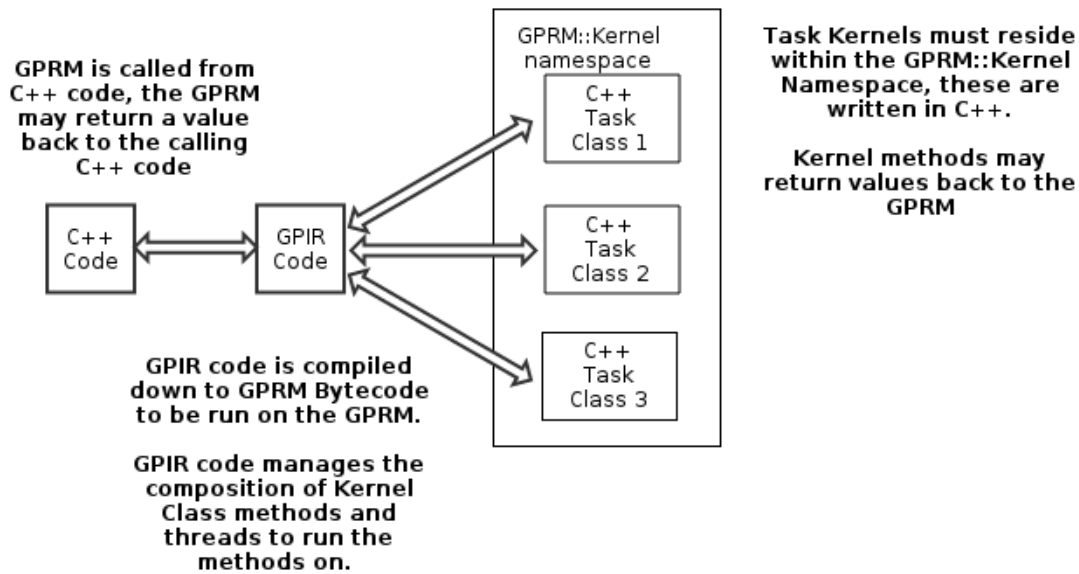 GPRM is called from
C++ code, the GPRM
may return a value
back to the calling
C++ code
GPRM::Kernel
namespace
C++
Task
Class 1
Task Kernels must reside
within the GPRM::Kernel
Namespace, these are
written in C++.
Kernel methods may
return values back to the
GPRM
C++
Code
GPIR
Code
C++
Task
Class 2
C++
Task
Class 3
GPIR code is compiled
down to GPRM Bytecode
to be run on the GPRM.
GPIR code manages the
composition of Kernel
Class methods and
threads to run the
methods on.